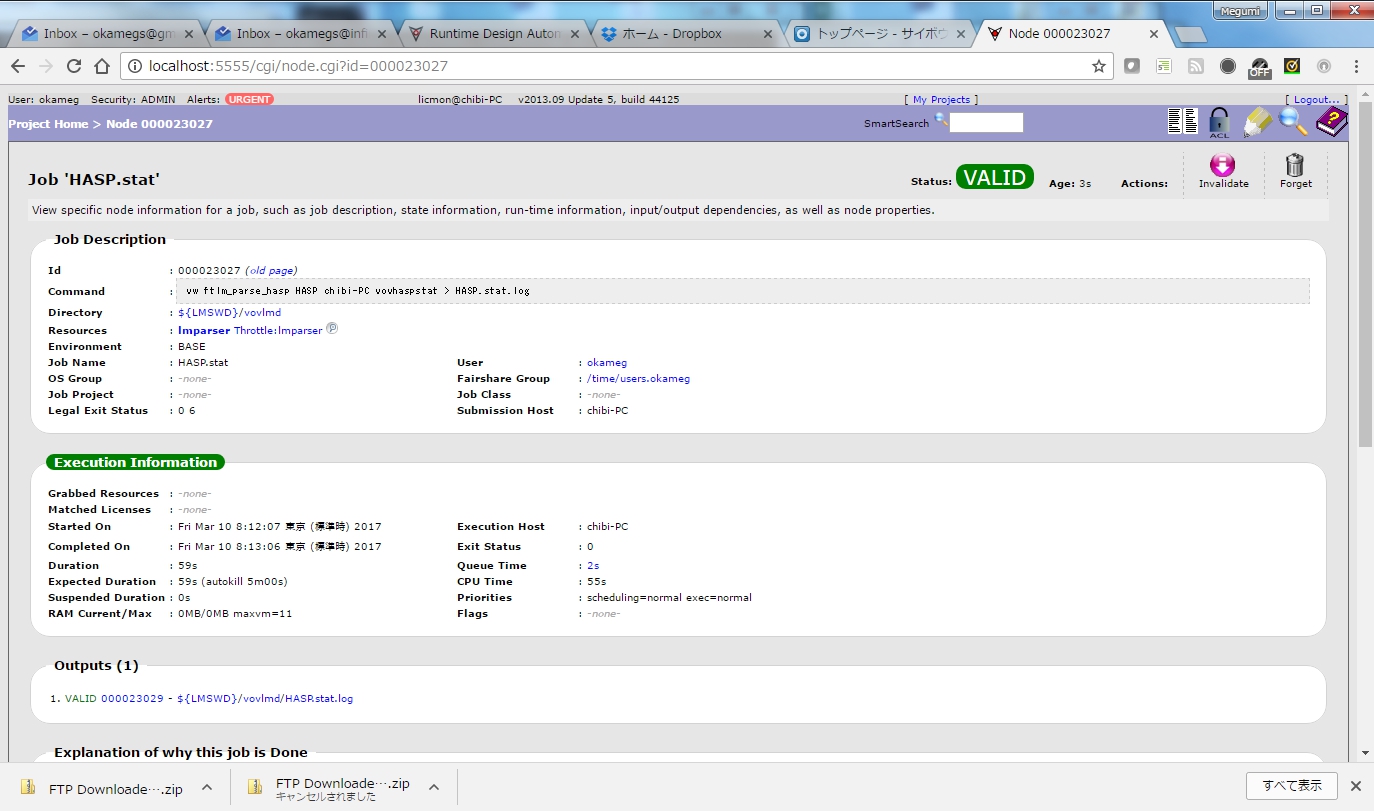 Megumi
Inbox – okamegs@gm
Inbox – okamegs@inf
Runtime Design Auton
ホーム - Dropbox
トップページ - サイボウ
Node 000023027
localhost:5555/cgi/node.cgi?id=000023027
OFF
User: okameg Security: ADMIN Alerts: URGENT licmon@chibi-PC v2013.09 Update 5, build 44125 [ My Projects ] [ Logout... ]
Project Home > Node 000023027 SmartSearch ACL
Job 'HASP.stat' Status: VALID Age: 3s Actions: Invalidate Forget
View specific node information for a job, such as job description, state information, run-time information, input/output dependencies, as well as node properties.
Job Description
Id : 000023027 (old page)
Command : vw ftlm_parse_hasp HASP chibi-PC vovhaspstat > HASP.stat.log
Directory : ${LMSWD}/vovlmd
Resources : lmparser Throttle:lmparser P
Environment : BASE
Job Name : HASP.stat User : okameg
OS Group : -none- Fairshare Group : /time/users.okameg
Job Project : -none- Job Class : -none-
Legal Exit Status : 0 6 Submission Host : chibi-PC
Execution Information
Grabbed Resources : -none-
Matched Licenses : -none-
Started On : Fri Mar 10 8:12:07 東京 (標準時) 2017 Execution Host : chibi-PC
Completed On : Fri Mar 10 8:13:06 東京 (標準時) 2017 Exit Status : 0
Duration : 59s Queue Time : 2s
Expected Duration : 59s (autokill 5m00s) CPU Time : 55s
Suspended Duration : 0s Priorities : scheduling=normal exec=normal
RAM Current/Max : 0MB/0MB maxvm=11 Flags : -none-
Outputs (1)
1. VALID 000023029 - ${LMSWD}/vovlmd/HASP.stat.log
Explanation of why this job is Done
FTP Downloade….zip
FTP Downloade….zip
キャンセルされました
すべて表示